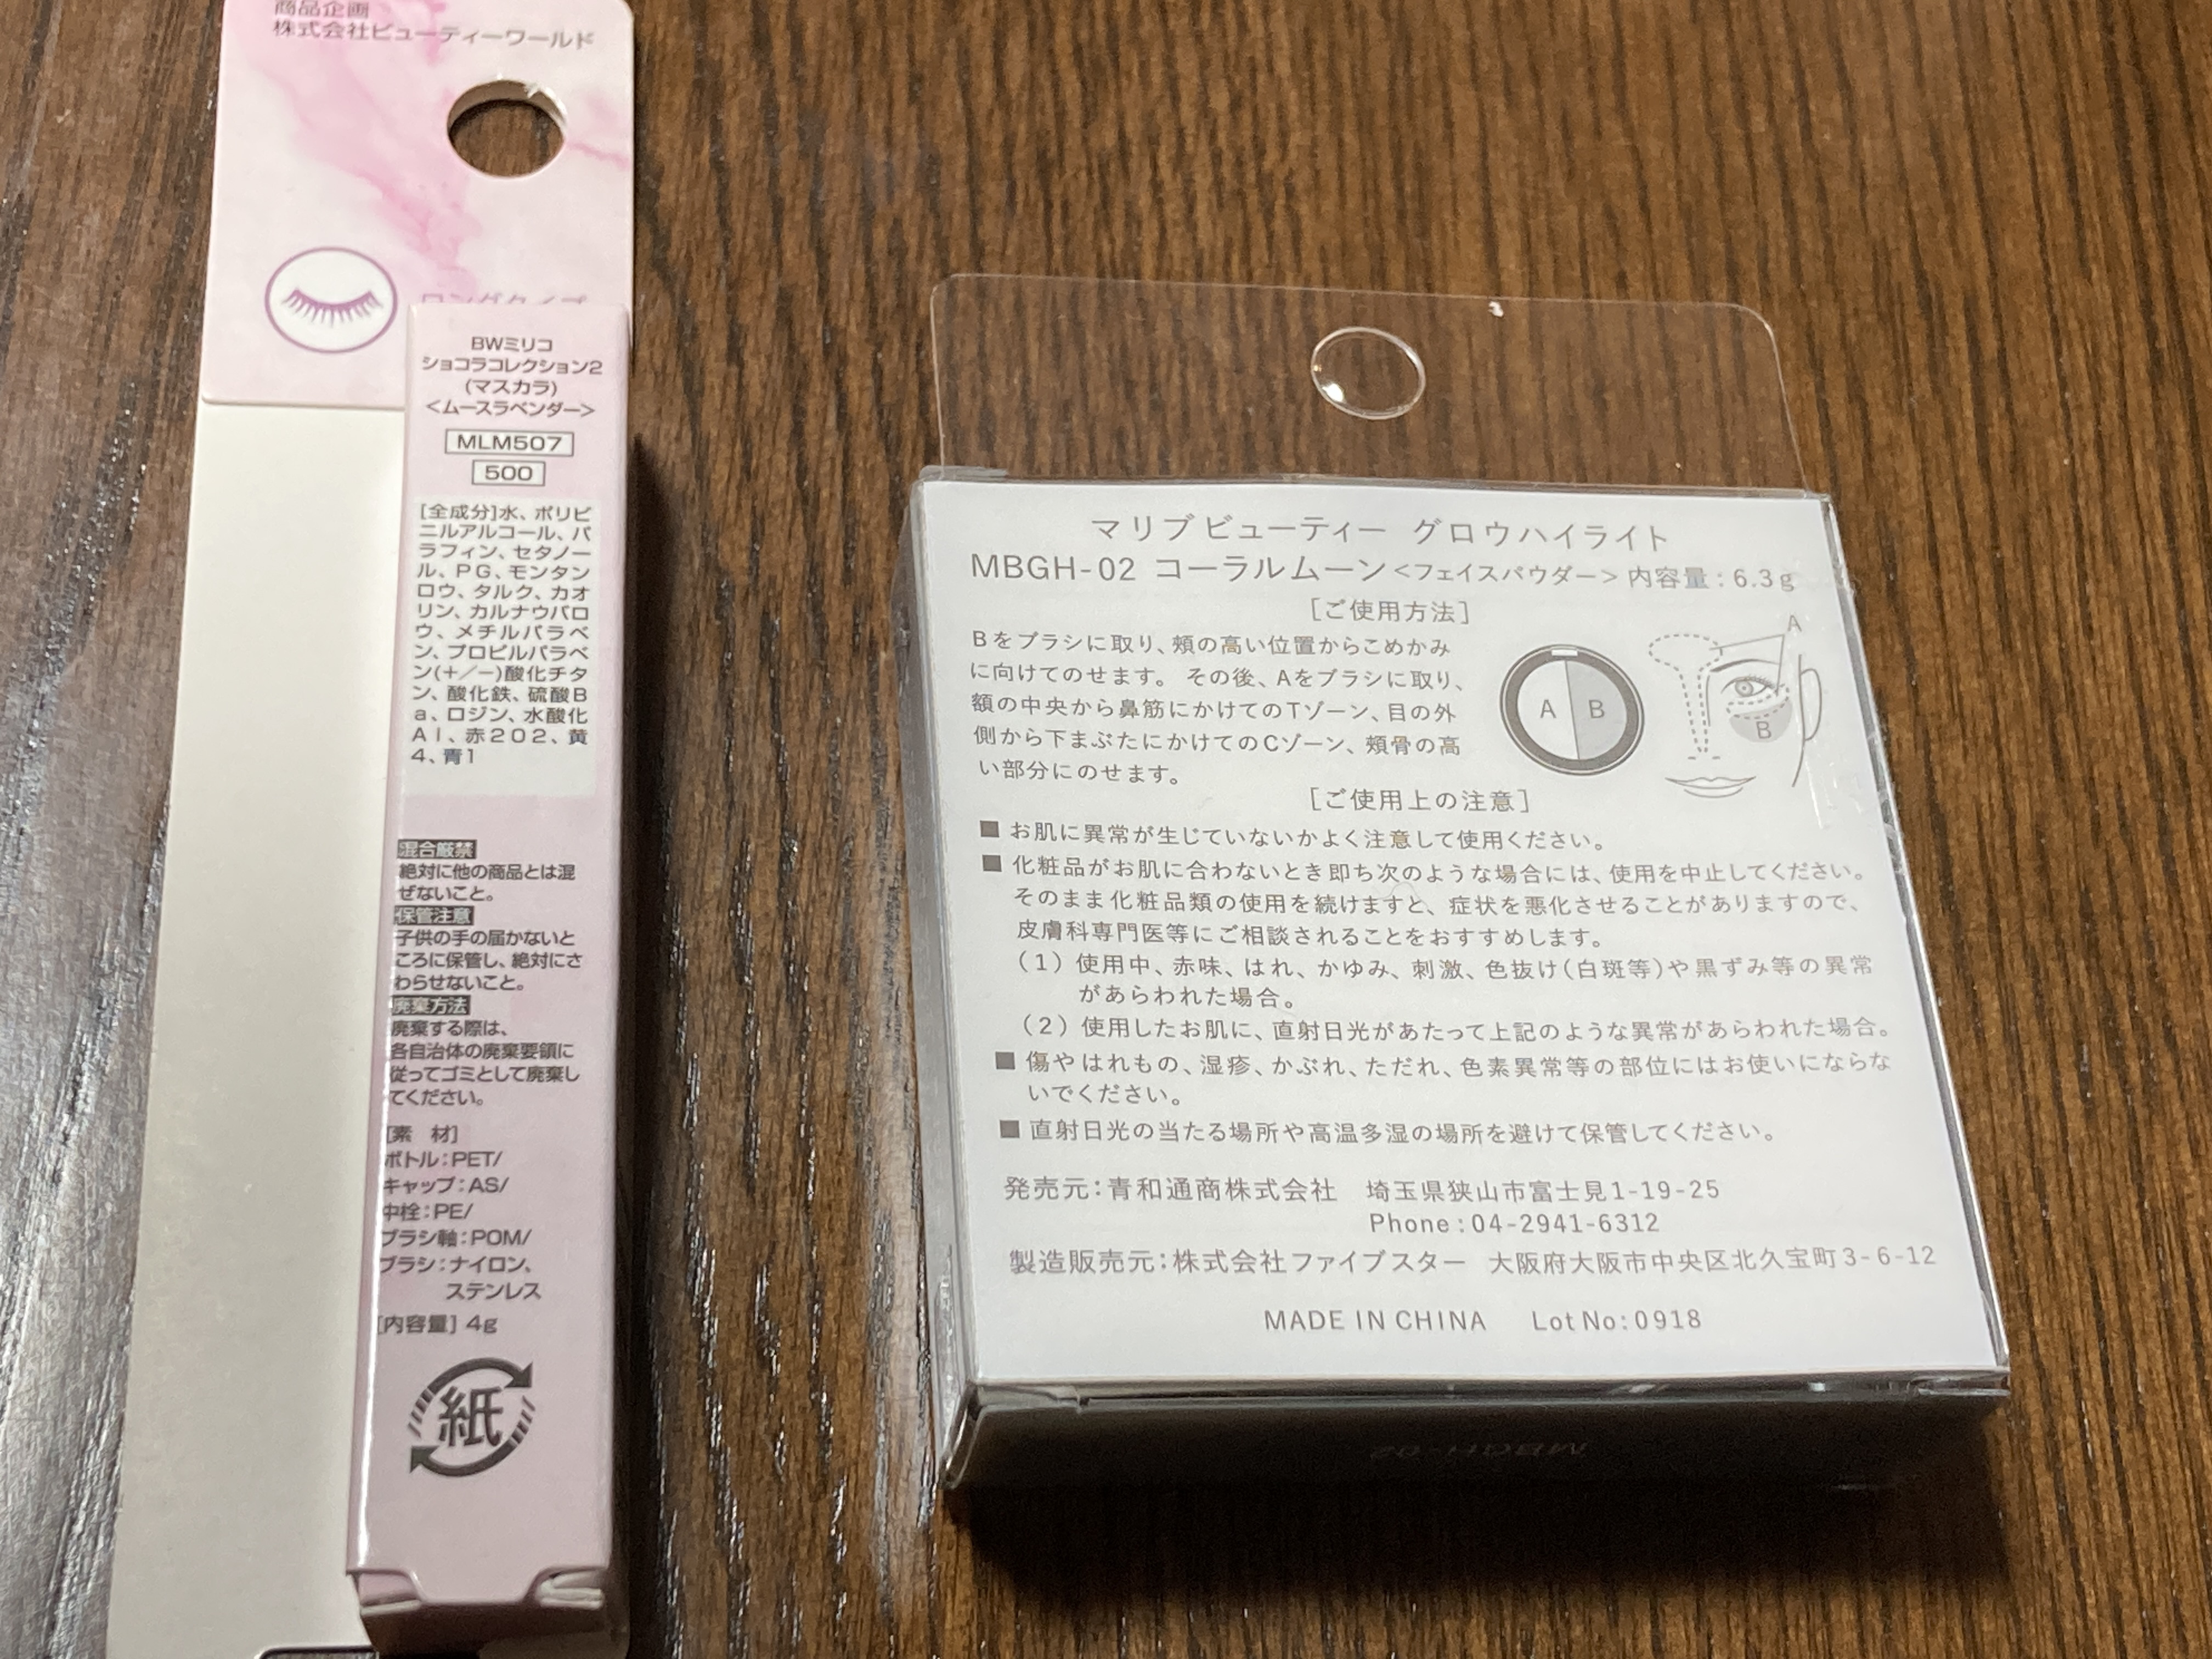 商品企画
株式会社ビューティーワールド
ロングタイプ
BWミリコ
ショコラコレクション2
(マスカラ)
<ムースラベンダー>
MLM507
500
[全成分]水、ポリビ
ニルアルコール、パ
ラフィン、セタノー
ル、PG、モンタン
ロウ、タルク、カオ
リン、カルナウバロ
ウ、メチルパラベ
ン、プロピルパラベ
ン(+/−)酸化チタ
ン、酸化鉄、硫酸B
a、ロジン、水酸化
Al、赤202、黄
4、青1
混合厳禁
絶対に他の商品とは混
ぜないこと。
保管注意
子供の手の届かないと
ころに保管し、絶対にさ
わらせないこと。
廃棄方法
廃棄する際は、
各自治体の廃棄要領に
従ってゴミとして廃棄し
てください。
[素 材]
ボトル:PET/
キャップ:AS/
中栓:PE/
ブラシ軸:POM/
ブラシ:ナイロン、
ステンレス
[内容量] 4g
紙
マリブビューティー グロウハイライト
MBGH-02 コーラルムーン<フェイスパウダー> 内容量:6.3g
[ご使用方法]
Bをブラシに取り、頬の高い位置からこめかみ
に向けてのせます。 その後、Aをブラシに取り、
額の中央から鼻筋にかけてのTゾーン、目の外
側から下まぶたにかけてのCゾーン、頬骨の高
い部分にのせます。
A B
A
B
[ご使用上の注意]
■ お肌に異常が生じていないかよく注意して使用ください。
■ 化粧品がお肌に合わないとき即ち次のような場合には、使用を中止してください。
そのまま化粧品類の使用を続けますと、症状を悪化させることがありますので、
皮膚科専門医等にご相談されることをおすすめします。
(1) 使用中、赤味、はれ、かゆみ、刺激、色抜け(白斑等)や黒ずみ等の異常
があらわれた場合。
(2) 使用したお肌に、直射日光があたって上記のような異常があらわれた場合。
■ 傷やはれもの、湿疹、かぶれ、ただれ、色素異常等の部位にはお使いにならな
いでください。
■ 直射日光の当たる場所や高温多湿の場所を避けて保管してください。
発売元:青和通商株式会社 埼玉県狭山市富士見1-19-25
Phone:04-2941-6312
製造販売元:株式会社ファイブスター 大阪府大阪市中央区北久宝町3-6-12
MADE IN CHINA Lot No:0918
MBGH-02